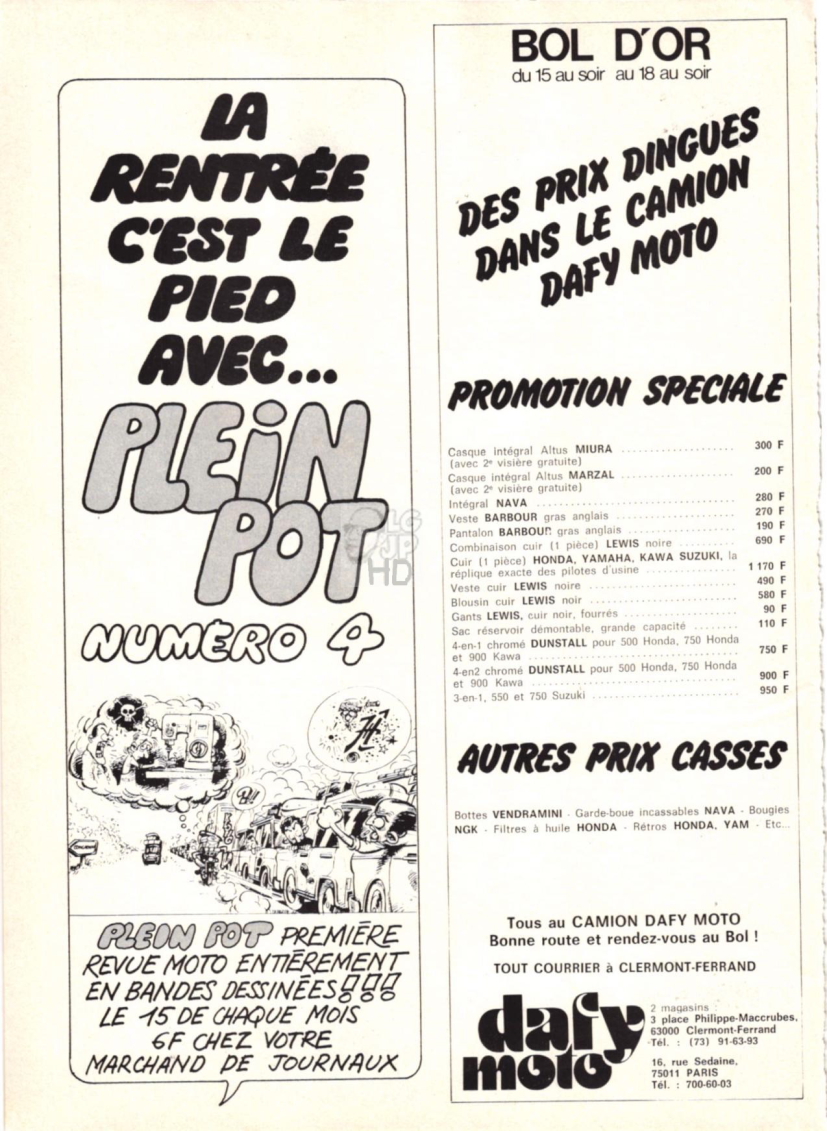 LA
RENTRÉE
C'EST LE
PIED
AVEC...
PLEIN
POT
NUMÉRO 4
PLEIN POT PREMIÈRE
REVUE MOTO ENTIÈREMENT
EN BANDES DESSINÉES !!!
LE 15 DE CHAQUE MOIS
6F CHEZ VOTRE
MARCHAND DE JOURNAUX
LG
JP
HD
BOL D'OR
du 15 au soir au 18 au soir
DES PRIX DINGUES
DANS LE CAMION
DAFY MOTO
PROMOTION SPECIALE
Casque intégral Altus MIURA .................... 300 F
(avec 2e visière gratuite)
Casque intégral Altus MARZAL .................... 200 F
(avec 2e visière gratuite)
Intégral NAVA .................... 280 F
Veste BARBOUR gras anglais .................... 270 F
Pantalon BARBOUR gras anglais .................... 190 F
Combinaison cuir (1 pièce) LEWIS noire .......... 690 F
Cuir (1 pièce) HONDA, YAMAHA, KAWA SUZUKI, la
réplique exacte des pilotes d'usine .............. 1 170 F
Veste cuir LEWIS noire .................... 490 F
Blousin cuir LEWIS noir .................... 580 F
Gants LEWIS, cuir noir, fourrés .................... 90 F
Sac réservoir démontable, grande capacité ........ 110 F
4-en-1 chromé DUNSTALL pour 500 Honda, 750 Honda
et 900 Kawa .................... 750 F
4-en2 chromé DUNSTALL pour 500 Honda, 750 Honda
et 900 Kawa .................... 900 F
3-en-1, 550 et 750 Suzuki .................... 950 F
AUTRES PRIX CASSES
Bottes VENDRAMINI - Garde-boue incassables NAVA - Bougies
NGK - Filtres à huile HONDA - Rétros HONDA, YAM - Etc...
Tous au CAMION DAFY MOTO
Bonne route et rendez-vous au Bol !
TOUT COURRIER à CLERMONT-FERRAND
dafy
moto
2 magasins :
3 place Philippe-Maccrubes,
63000 Clermont-Ferrand
Tél. : (73) 91-63-93
16, rue Sedaine,
75011 PARIS
Tél. : 700-60-03